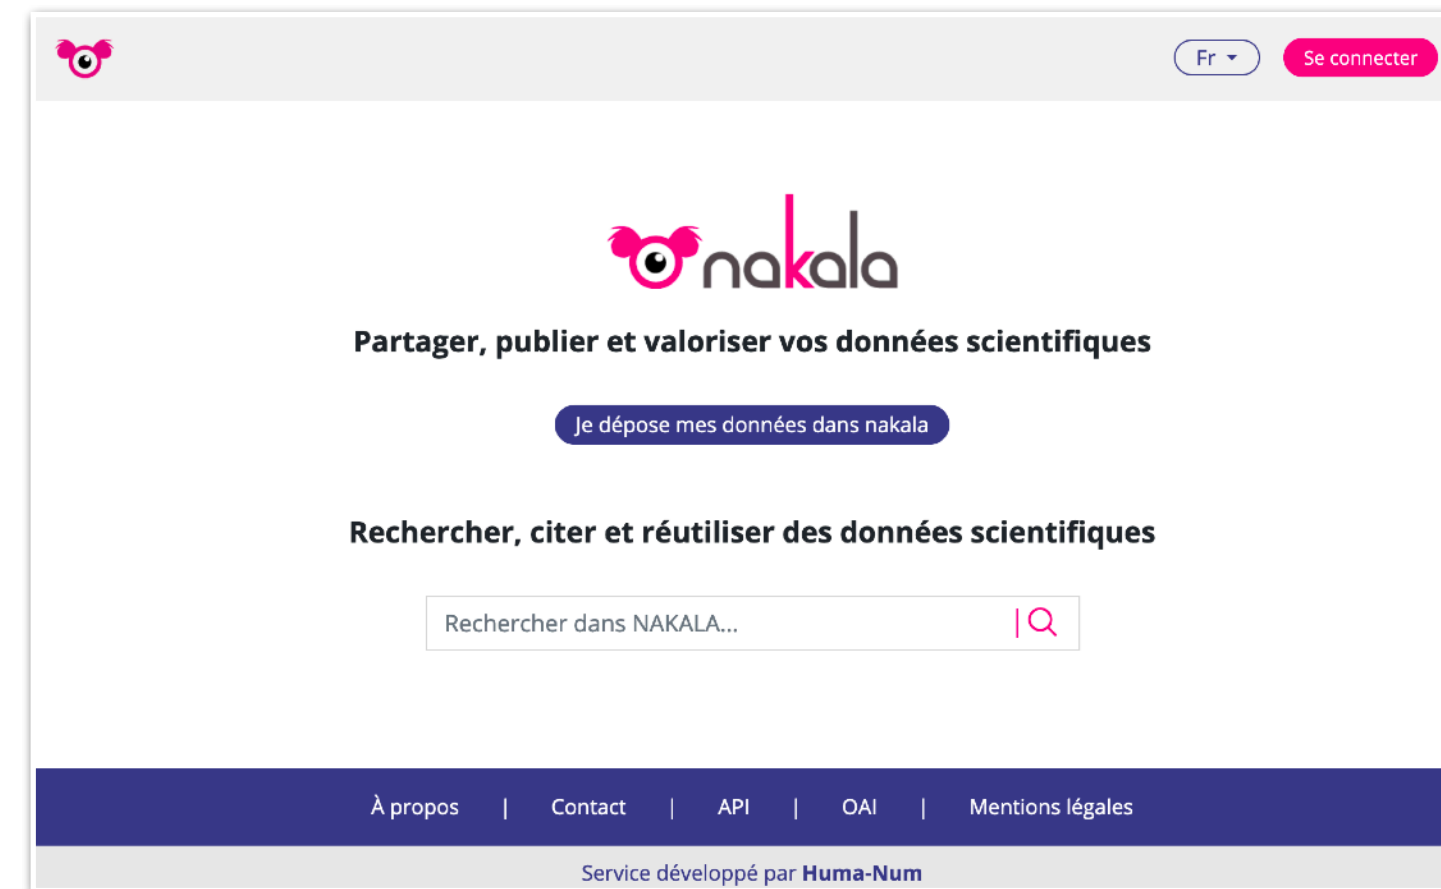 Fr
Se connecter
nakala
Partager, publier et valoriser vos données scientifiques
Je dépose mes données dans nakala
Rechercher, citer et réutiliser des données scientifiques
Rechercher dans NAKALA...
À propos | Contact | API | OAI | Mentions légales
Service développé par Huma-Num